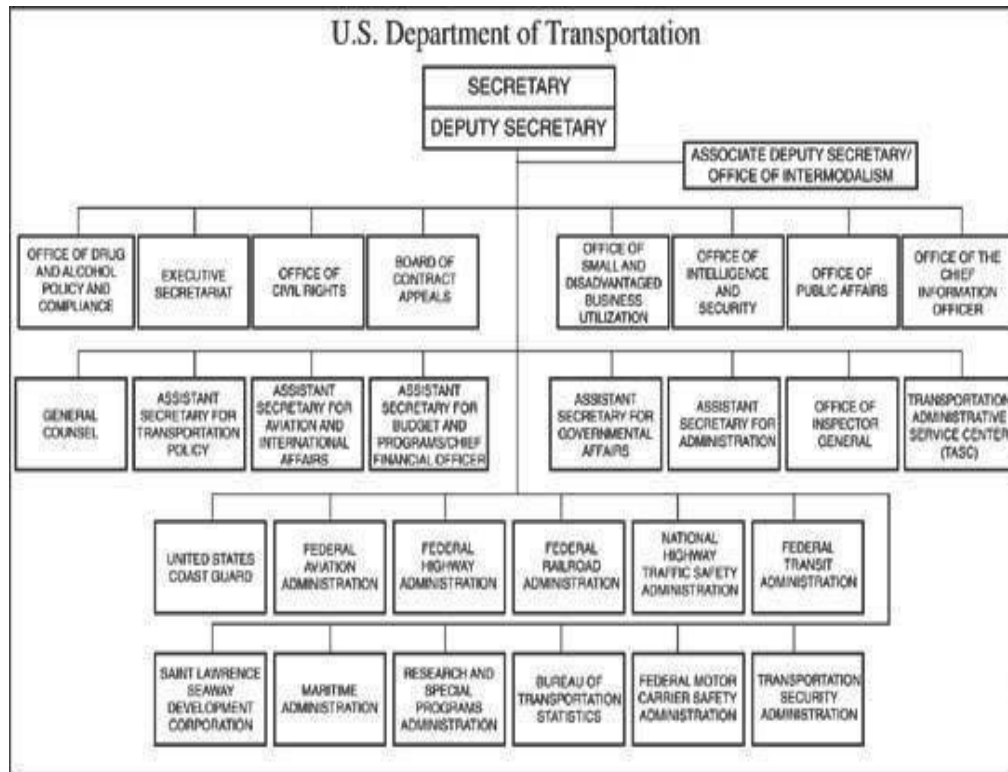 U.S. Department of Transportation
SECRETARY
DEPUTY SECRETARY
ASSOCIATE DEPUTY SECRETARY/
OFFICE OF INTERMODALISM
OFFICE OF DRUG
AND ALCOHOL
POLICY AND
COMPLIANCE
EXECUTIVE
SECRETARIAT
OFFICE OF
CIVIL RIGHTS
BOARD OF
CONTRACT
APPEALS
OFFICE OF
SMALL AND
DISADVANTAGED
BUSINESS
UTILIZATION
OFFICE OF
INTELLIGENCE
AND
SECURITY
OFFICE OF
PUBLIC AFFAIRS
OFFICE OF THE
CHIEF
INFORMATION
OFFICER
GENERAL
COUNSEL
ASSISTANT
SECRETARY FOR
TRANSPORTATION
POLICY
ASSISTANT
SECRETARY FOR
AVIATION AND
INTERNATIONAL
AFFAIRS
ASSISTANT
SECRETARY FOR
BUDGET AND
PROGRAMS/CHIEF
FINANCIAL OFFICER
ASSISTANT
SECRETARY FOR
GOVERNMENTAL
AFFAIRS
ASSISTANT
SECRETARY FOR
ADMINISTRATION
OFFICE OF
INSPECTOR
GENERAL
TRANSPORTATION
ADMINISTRATIVE
SERVICE CENTER
(TASC)
UNITED STATES
COAST GUARD
FEDERAL
AVIATION
ADMINISTRATION
FEDERAL
HIGHWAY
ADMINISTRATION
FEDERAL
RAILROAD
ADMINISTRATION
NATIONAL
HIGHWAY
TRAFFIC SAFETY
ADMINISTRATION
FEDERAL
TRANSIT
ADMINISTRATION
SAINT LAWRENCE
SEAWAY
DEVELOPMENT
CORPORATION
MARITIME
ADMINISTRATION
RESEARCH AND
SPECIAL
PROGRAMS
ADMINISTRATION
BUREAU OF
TRANSPORTATION
STATISTICS
FEDERAL MOTOR
CARRIER SAFETY
ADMINISTRATION
TRANSPORTATION
SECURITY
ADMINISTRATION